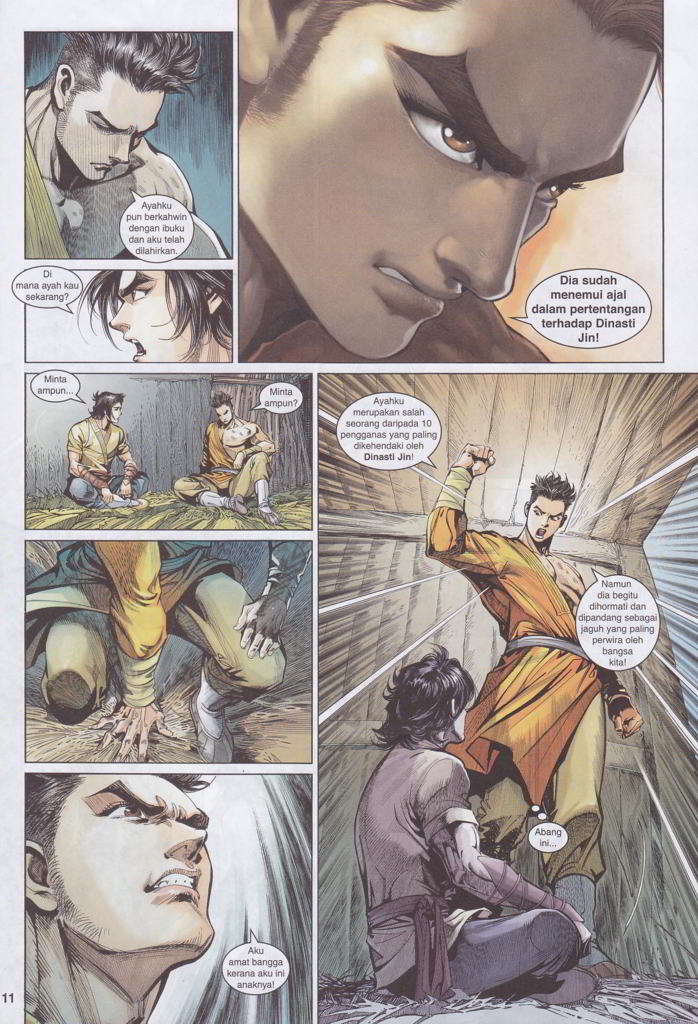 Ayahku
pun berkahwin
dengan ibuku
dan aku telah
dilahirkan.
Di
mana ayah kau
sekarang?
Dia sudah
menemui ajal
dalam pertentangan
terhadap Dinasti
Jin!
Minta
ampun...
Minta
ampun?
Aku
amat bangga
kerana aku ini
anaknya!
Ayahku
merupakan salah
seorang daripada 10
pengganas yang paling
dikehendaki oleh
Dinasti Jin!
Namun
dia begitu
dihormati dan
dipandang sebagai
jaguh yang paling
perwira oleh
bangsa
kita!
Abang
ini...
11